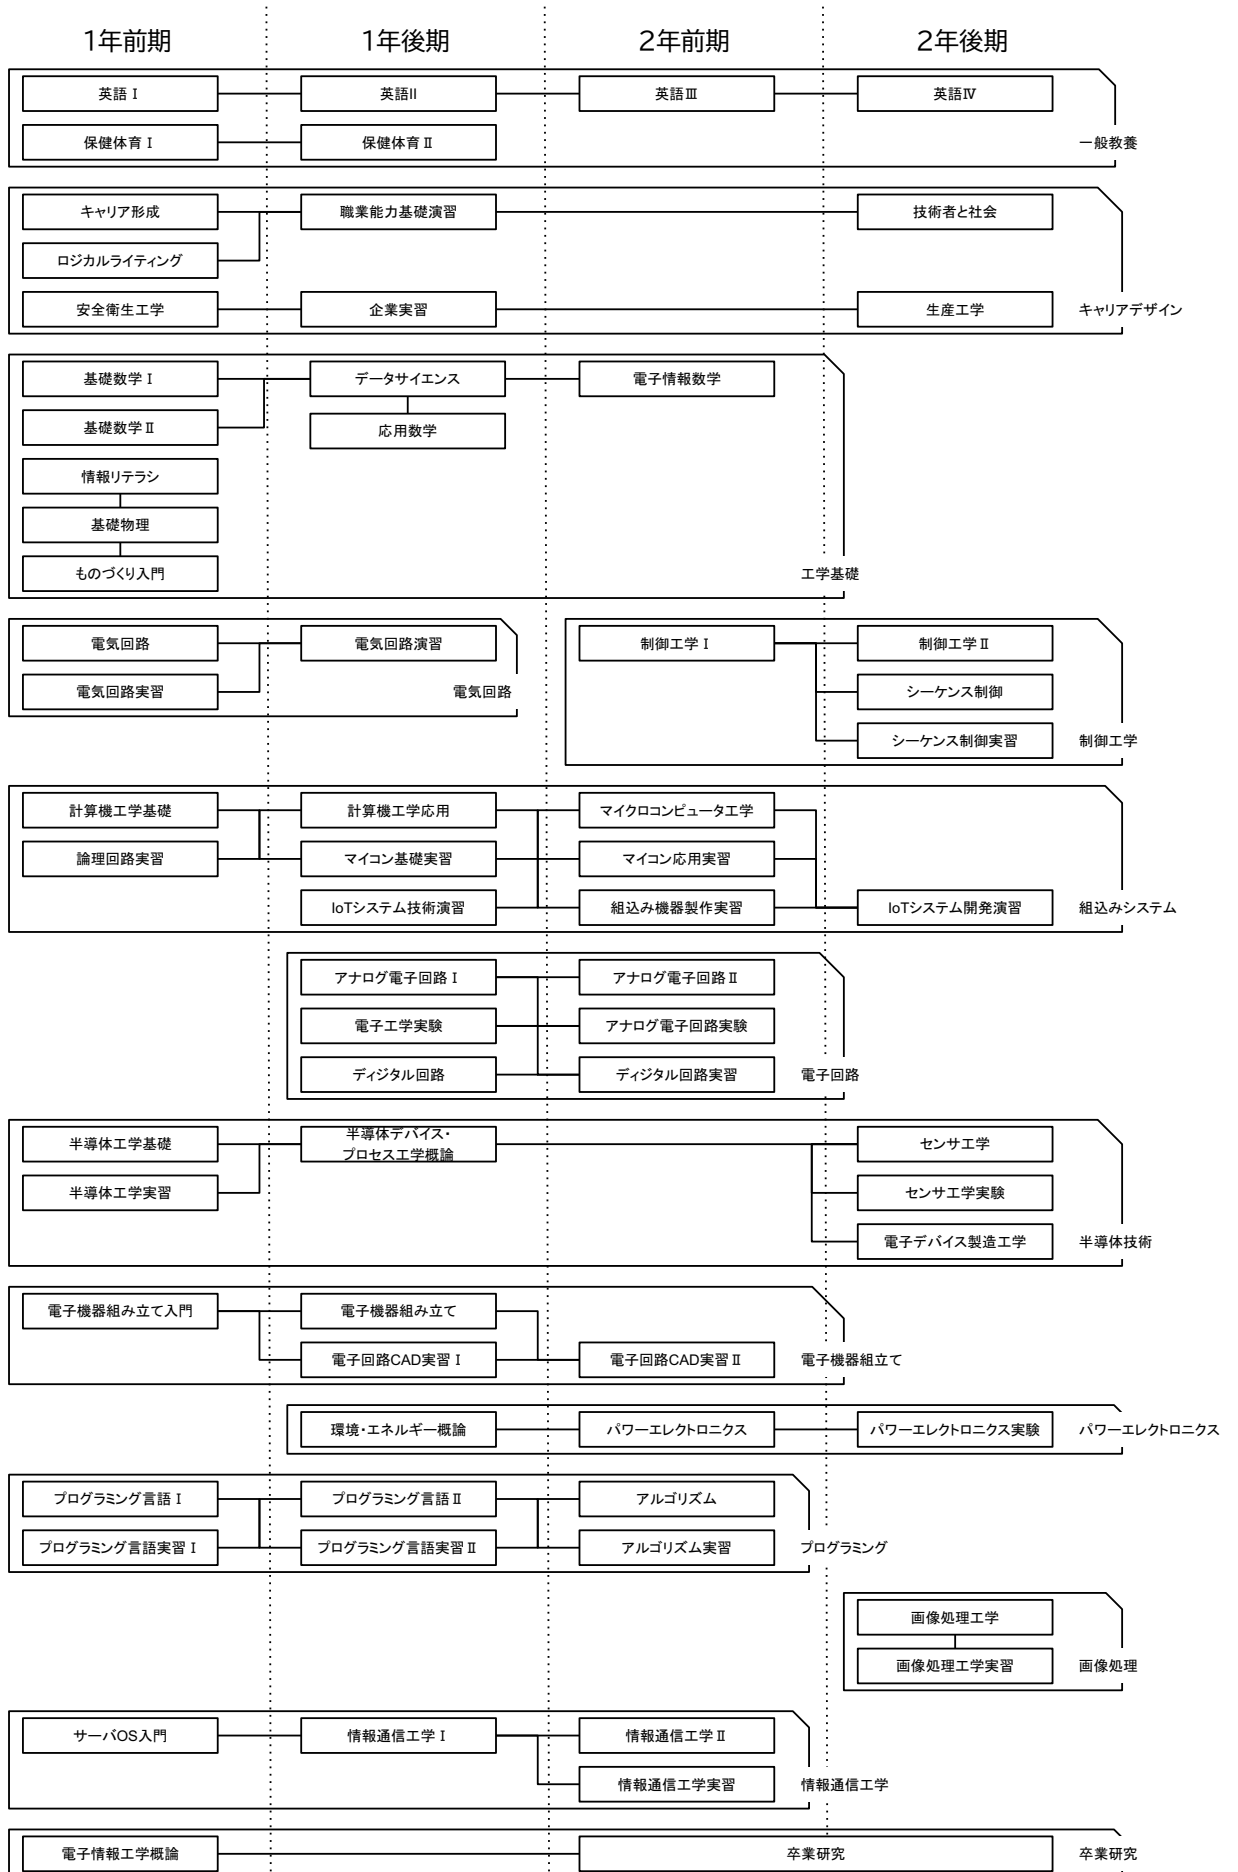 1年前期 1年後期 2年前期 2年後期
英語Ⅰ 英語II 英語Ⅲ 英語Ⅳ
保健体育Ⅰ 保健体育Ⅱ 一般教養
キャリア形成 職業能力基礎演習 技術者と社会
ロジカルライティング
安全衛生工学 企業実習 生産工学 キャリアデザイン
基礎数学Ⅰ データサイエンス 電子情報数学
基礎数学Ⅱ 応用数学
情報リテラシ
基礎物理
ものづくり入門 工学基礎
電気回路 電気回路演習 制御工学Ⅰ 制御工学Ⅱ
電気回路実習 電気回路 シーケンス制御
シーケンス制御実習 制御工学
計算機工学基礎 計算機工学応用 マイクロコンピュータ工学
論理回路実習 マイコン基礎実習 マイコン応用実習
IoTシステム技術演習 組込み機器製作実習 IoTシステム開発演習 組込みシステム
アナログ電子回路Ⅰ アナログ電子回路Ⅱ
電子工学実験 アナログ電子回路実験
ディジタル回路 ディジタル回路実習 電子回路
半導体工学基礎 半導体デバイス・ センサ工学
プロセス工学概論
半導体工学実習 センサ工学実験
電子デバイス製造工学 半導体技術
電子機器組み立て入門 電子機器組み立て
電子回路CAD実習Ⅰ 電子回路CAD実習Ⅱ 電子機器組立て
環境・エネルギー概論 パワーエレクトロニクス パワーエレクトロニクス実験 パワーエレクトロニクス
プログラミング言語Ⅰ プログラミング言語Ⅱ アルゴリズム
プログラミング言語実習Ⅰ プログラミング言語実習Ⅱ アルゴリズム実習 プログラミング
画像処理工学
画像処理工学実習 画像処理
サーバOS入門 情報通信工学Ⅰ 情報通信工学Ⅱ
情報通信工学実習 情報通信工学
電子情報工学概論 卒業研究 卒業研究